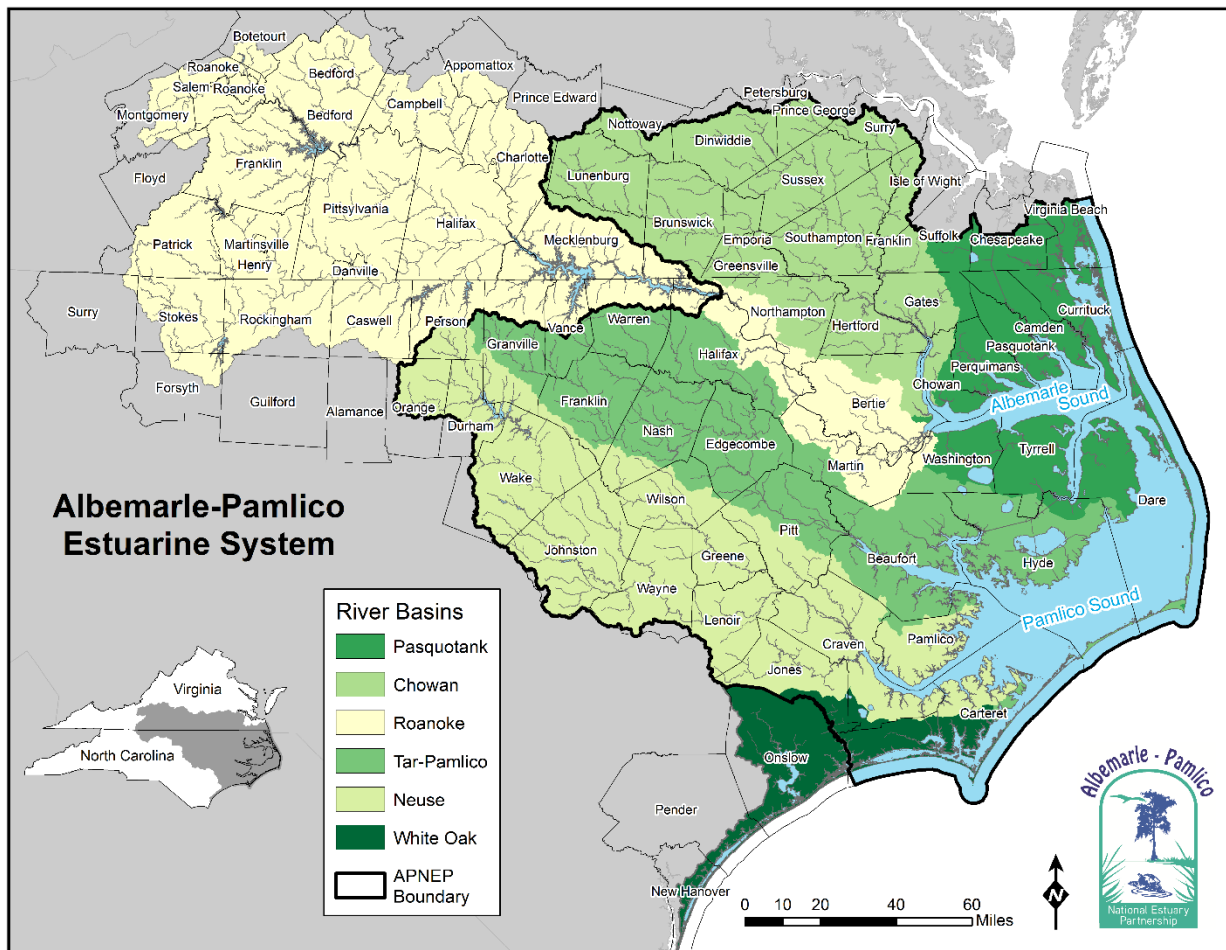 Botetourt
Roanoke
Salem
Roanoke
Bedford
Appomattox
Montgomery
Bedford
Campbell
Prince Edward
Petersburg
Prince George
Nottoway
Dinwiddie
Surry
Franklin
Charlotte
Floyd
Lunenburg
Sussex
Isle of Wight
Pittsylvania
Halifax
Brunswick
Virginia Beach
Patrick
Martinsville
Henry
Mecklenburg
Emporia
Southampton
Franklin
Suffolk
Chesapeake
Danville
Greensville
Surry
Stokes
Rockingham
Caswell
Person
Vance
Warren
Northampton
Gates
Hertford
Currituck
Camden
Pasquotank
Perquimans
Granville
Halifax
Chowan
Forsyth
Guilford
Alamance
Orange
Durham
Franklin
Bertie
Albemarle
Sound
Nash
Edgecombe
Washington
Tyrrell
Martin
Dare
Wake
Wilson
Albemarle-Pamlico
Estuarine System
Pitt
Johnston
Greene
Beaufort
Hyde
Wayne
Pamlico Sound
Lenoir
Craven
Pamlico
Jones
Carteret
Onslow
Pender
New Hanover
River Basins
Pasquotank
Chowan
Roanoke
Tar-Pamlico
Neuse
White Oak
APNEP
Boundary
Virginia
North Carolina
0 10 20 40 60
Miles
N
Albemarle - Pamlico
National Estuary
Partnership